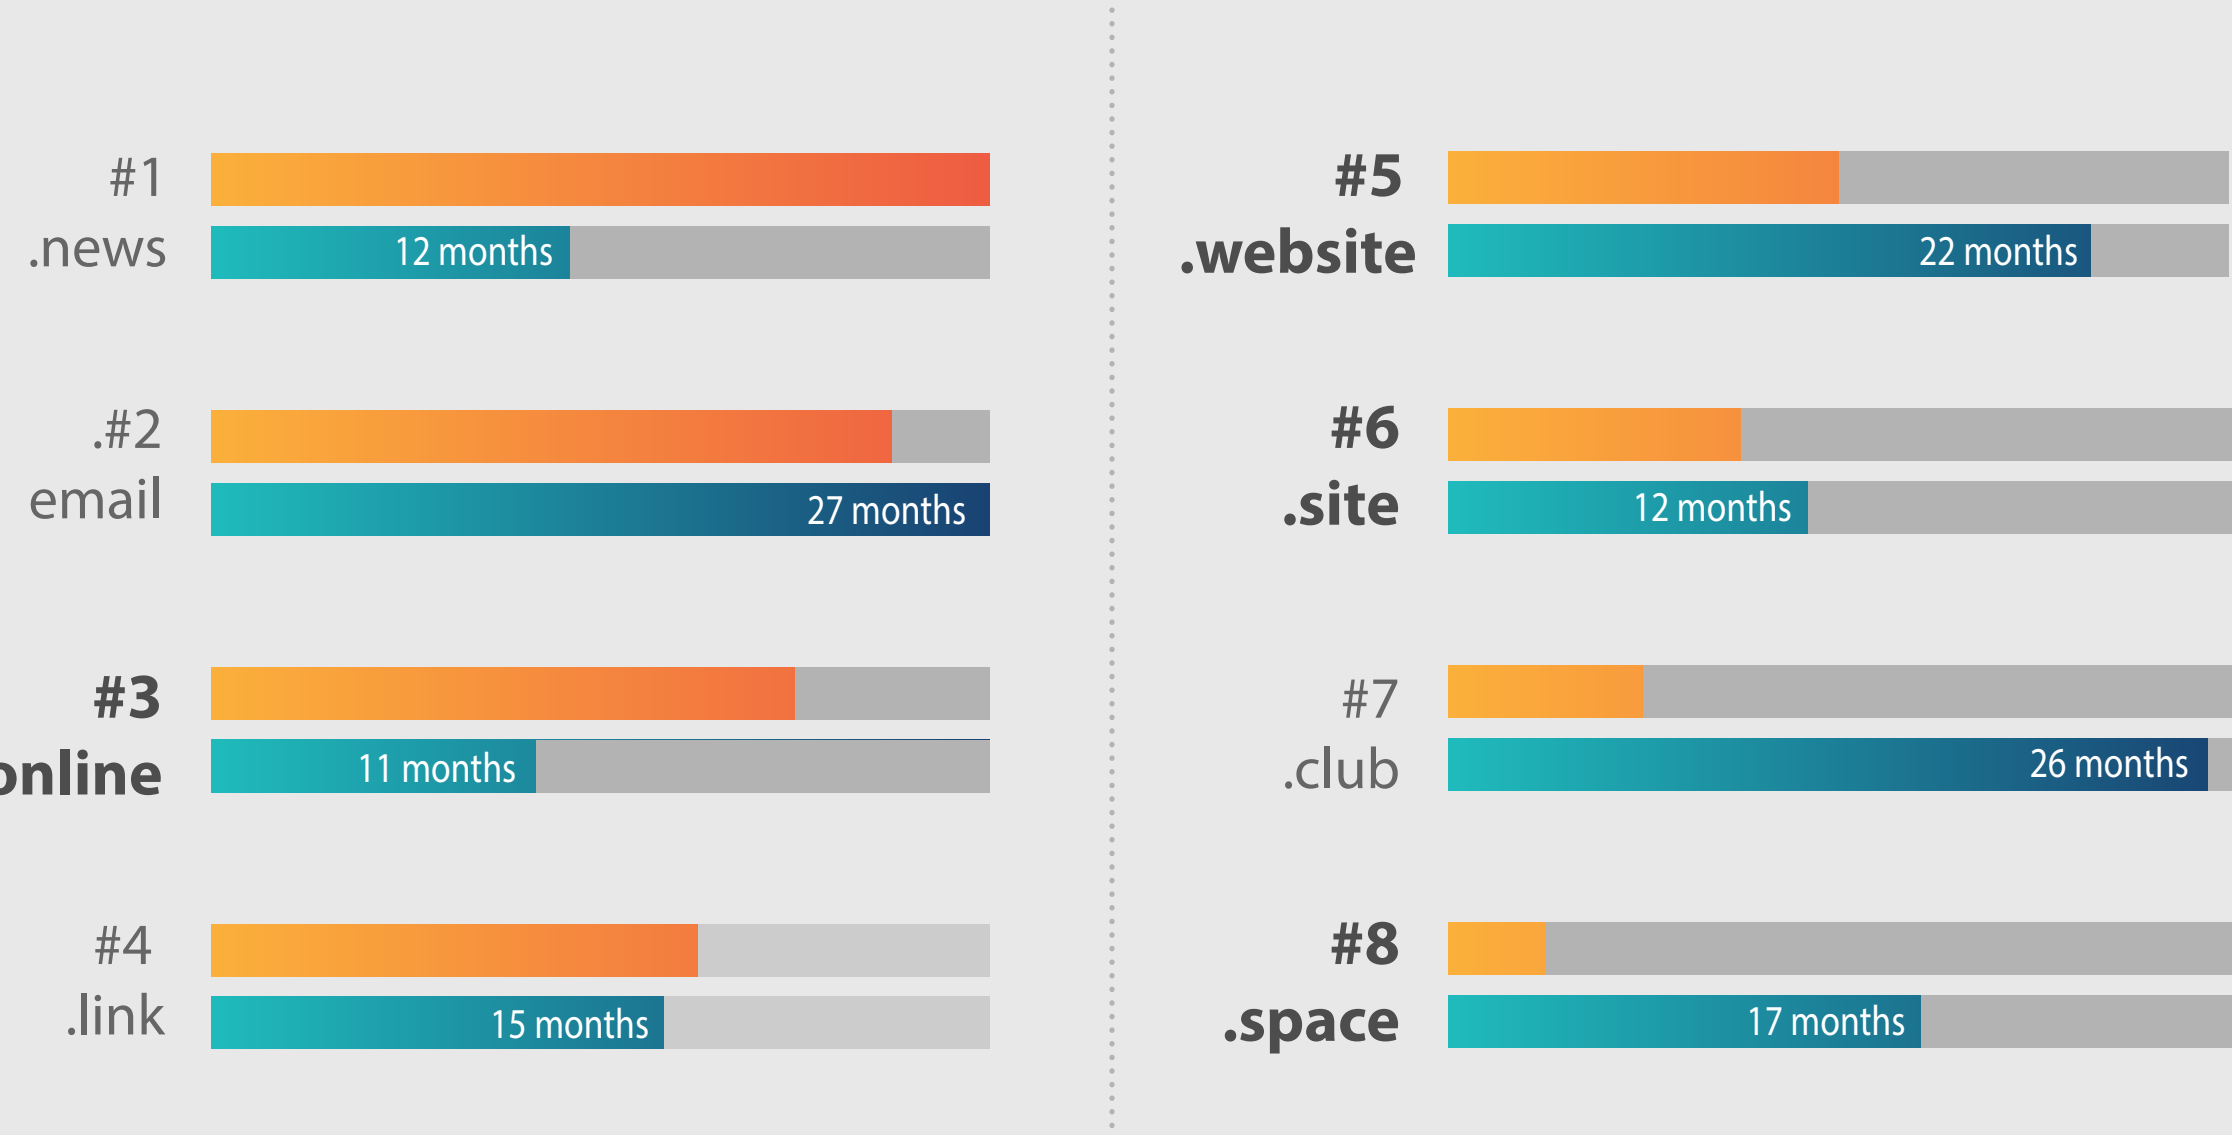 #1
.news
12 months
.#2
email
27 months
#3
online
11 months
#4
.link
15 months
#5
.website
22 months
#6
.site
12 months
#7
.club
26 months
#8
.space
17 months